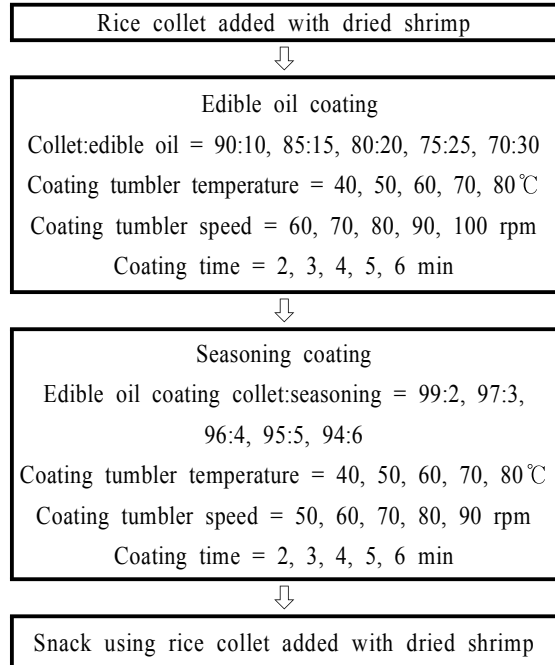 Rice collet added with dried shrimp
Edible oil coating
Collet:edible oil = 90:10, 85:15, 80:20, 75:25, 70:30
Coating tumbler temperature = 40, 50, 60, 70, 80℃
Coating tumbler speed = 60, 70, 80, 90, 100 rpm
Coating time = 2, 3, 4, 5, 6 min
Seasoning coating
Edible oil coating collet:seasoning = 99:2, 97:3,
96:4, 95:5, 94:6
Coating tumbler temperature = 40, 50, 60, 70, 80℃
Coating tumbler speed = 50, 60, 70, 80, 90 rpm
Coating time = 2, 3, 4, 5, 6 min
Snack using rice collet added with dried shrimp